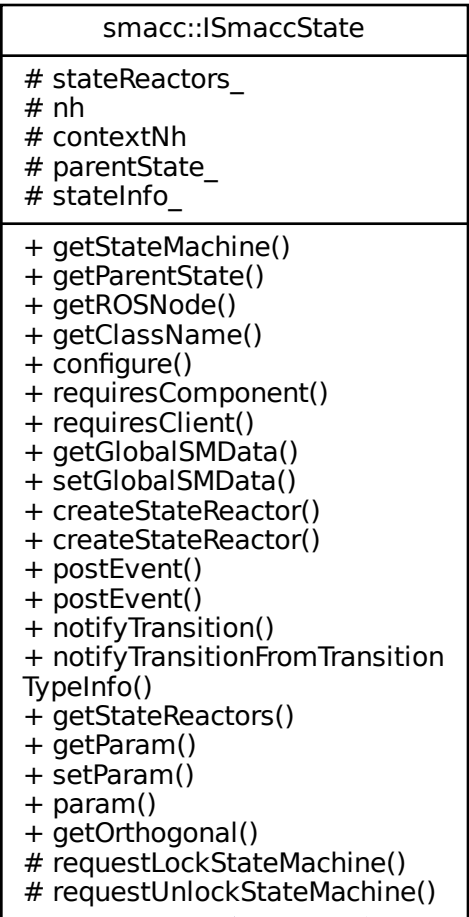 smacc::ISmaccState
# stateReactors_
# nh
# contextNh
# parentState_
# stateInfo_
+ getStateMachine()
+ getParentState()
+ getROSNode()
+ getClassName()
+ configure()
+ requiresComponent()
+ requiresClient()
+ getGlobalSMData()
+ setGlobalSMData()
+ createStateReactor()
+ createStateReactor()
+ postEvent()
+ postEvent()
+ notifyTransition()
+ notifyTransitionFromTransition
TypeInfo()
+ getStateReactors()
+ getParam()
+ setParam()
+ param()
+ getOrthogonal()
# requestLockStateMachine()
# requestUnlockStateMachine()